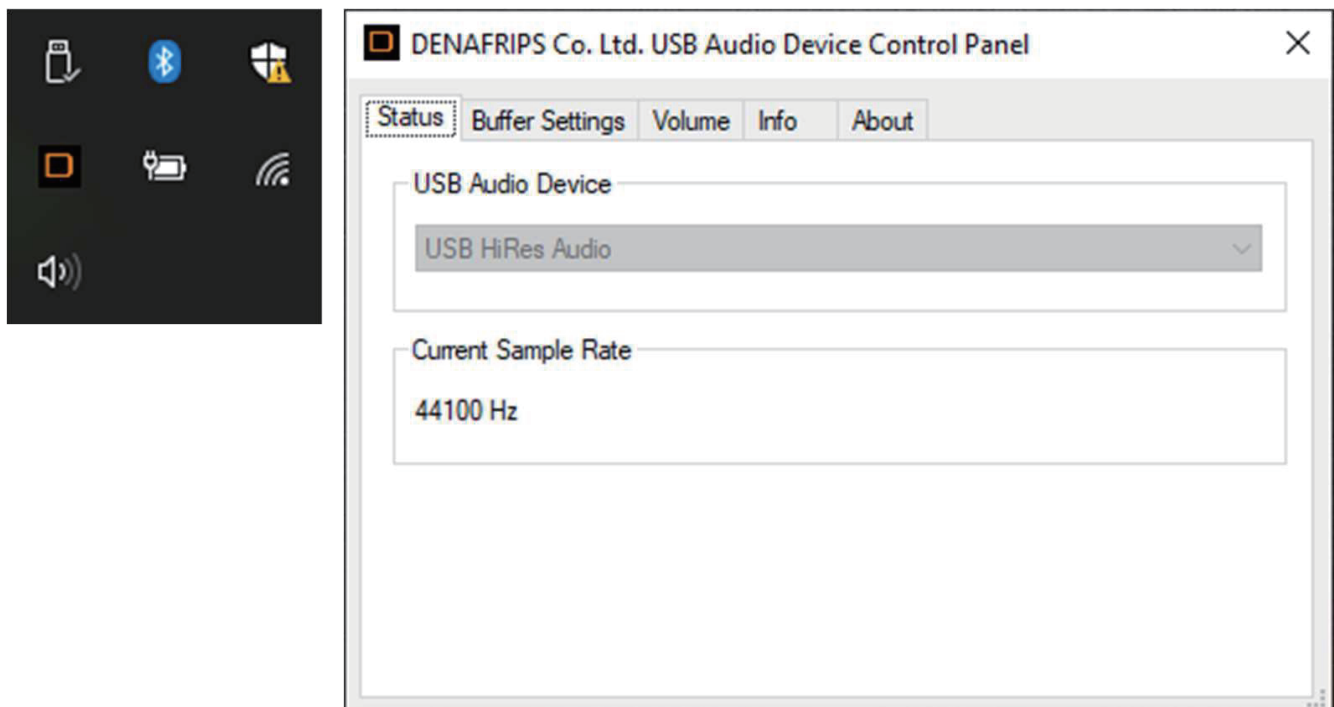 DENAFRIPS Co. Ltd. USB Audio Device Control Panel
Status Buffer Settings Volume Info About
USB Audio Device
USB HiRes Audio
Current Sample Rate
44100 Hz